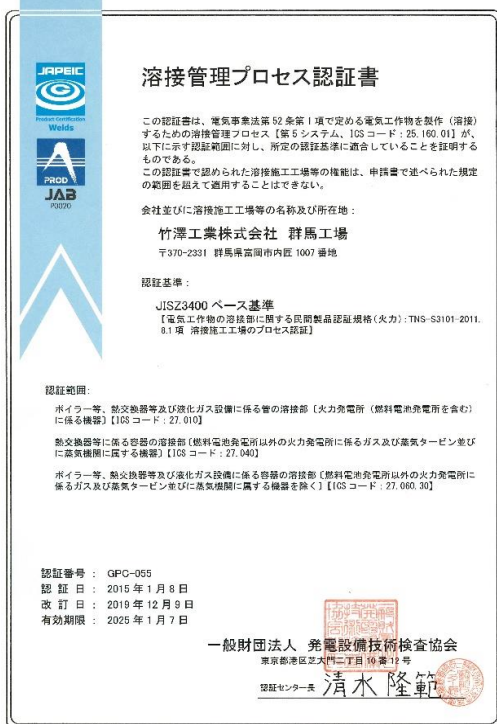 JAPEIC
Product Certification
Welds
PROD
JAB
P0020
溶接管理プロセス認証書
この認証書は、電気事業法第52条第1項で定める電気工作物を製作（溶接）
するための溶接管理プロセス【第5システム、ICSコード：25.160.01】が、
以下に示す認証範囲に対し、所定の認証基準に適合していることを証明する
ものである。
この認証書で認められた溶接施工工場等の権能は、申請書で述べられた規定
の範囲を超えて適用することはできない。
会社並びに溶接施工工場等の名称及び所在地：
竹澤工業株式会社 群馬工場
〒370-2331 群馬県富岡市内匠1007番地
認証基準：
JISZ3400ベース基準
【電気工作物の溶接部に関する民間製品認証規格(火力)：TNS-S3101-2011.
8.1項 溶接施工工場のプロセス認証】
認証範囲：
ボイラー等、熱交換器等及び液化ガス設備に係る管の溶接部〔火力発電所（燃料電池発電所を含む）
に係る機器〕【ICSコード：27.010】
熱交換器等に係る容器の溶接部〔燃料電池発電所以外の火力発電所に係るガス及び蒸気タービン並び
に蒸気機関に属する機器〕【ICSコード：27.040】
ボイラー等、熱交換器等及び液化ガス設備に係る容器の溶接部〔燃料電池発電所以外の火力発電所に
係るガス及び蒸気タービン並びに蒸気機関に属する機器を除く〕【ICSコード：27.060.30】
認証番号： GPC-055
認証日： 2015年1月8日
改訂日： 2019年12月9日
有効期限： 2025年1月7日
一般財団法人 発電設備技術検査協会
東京都港区芝大門二丁目10番12号
認証センター長 清水 隆範